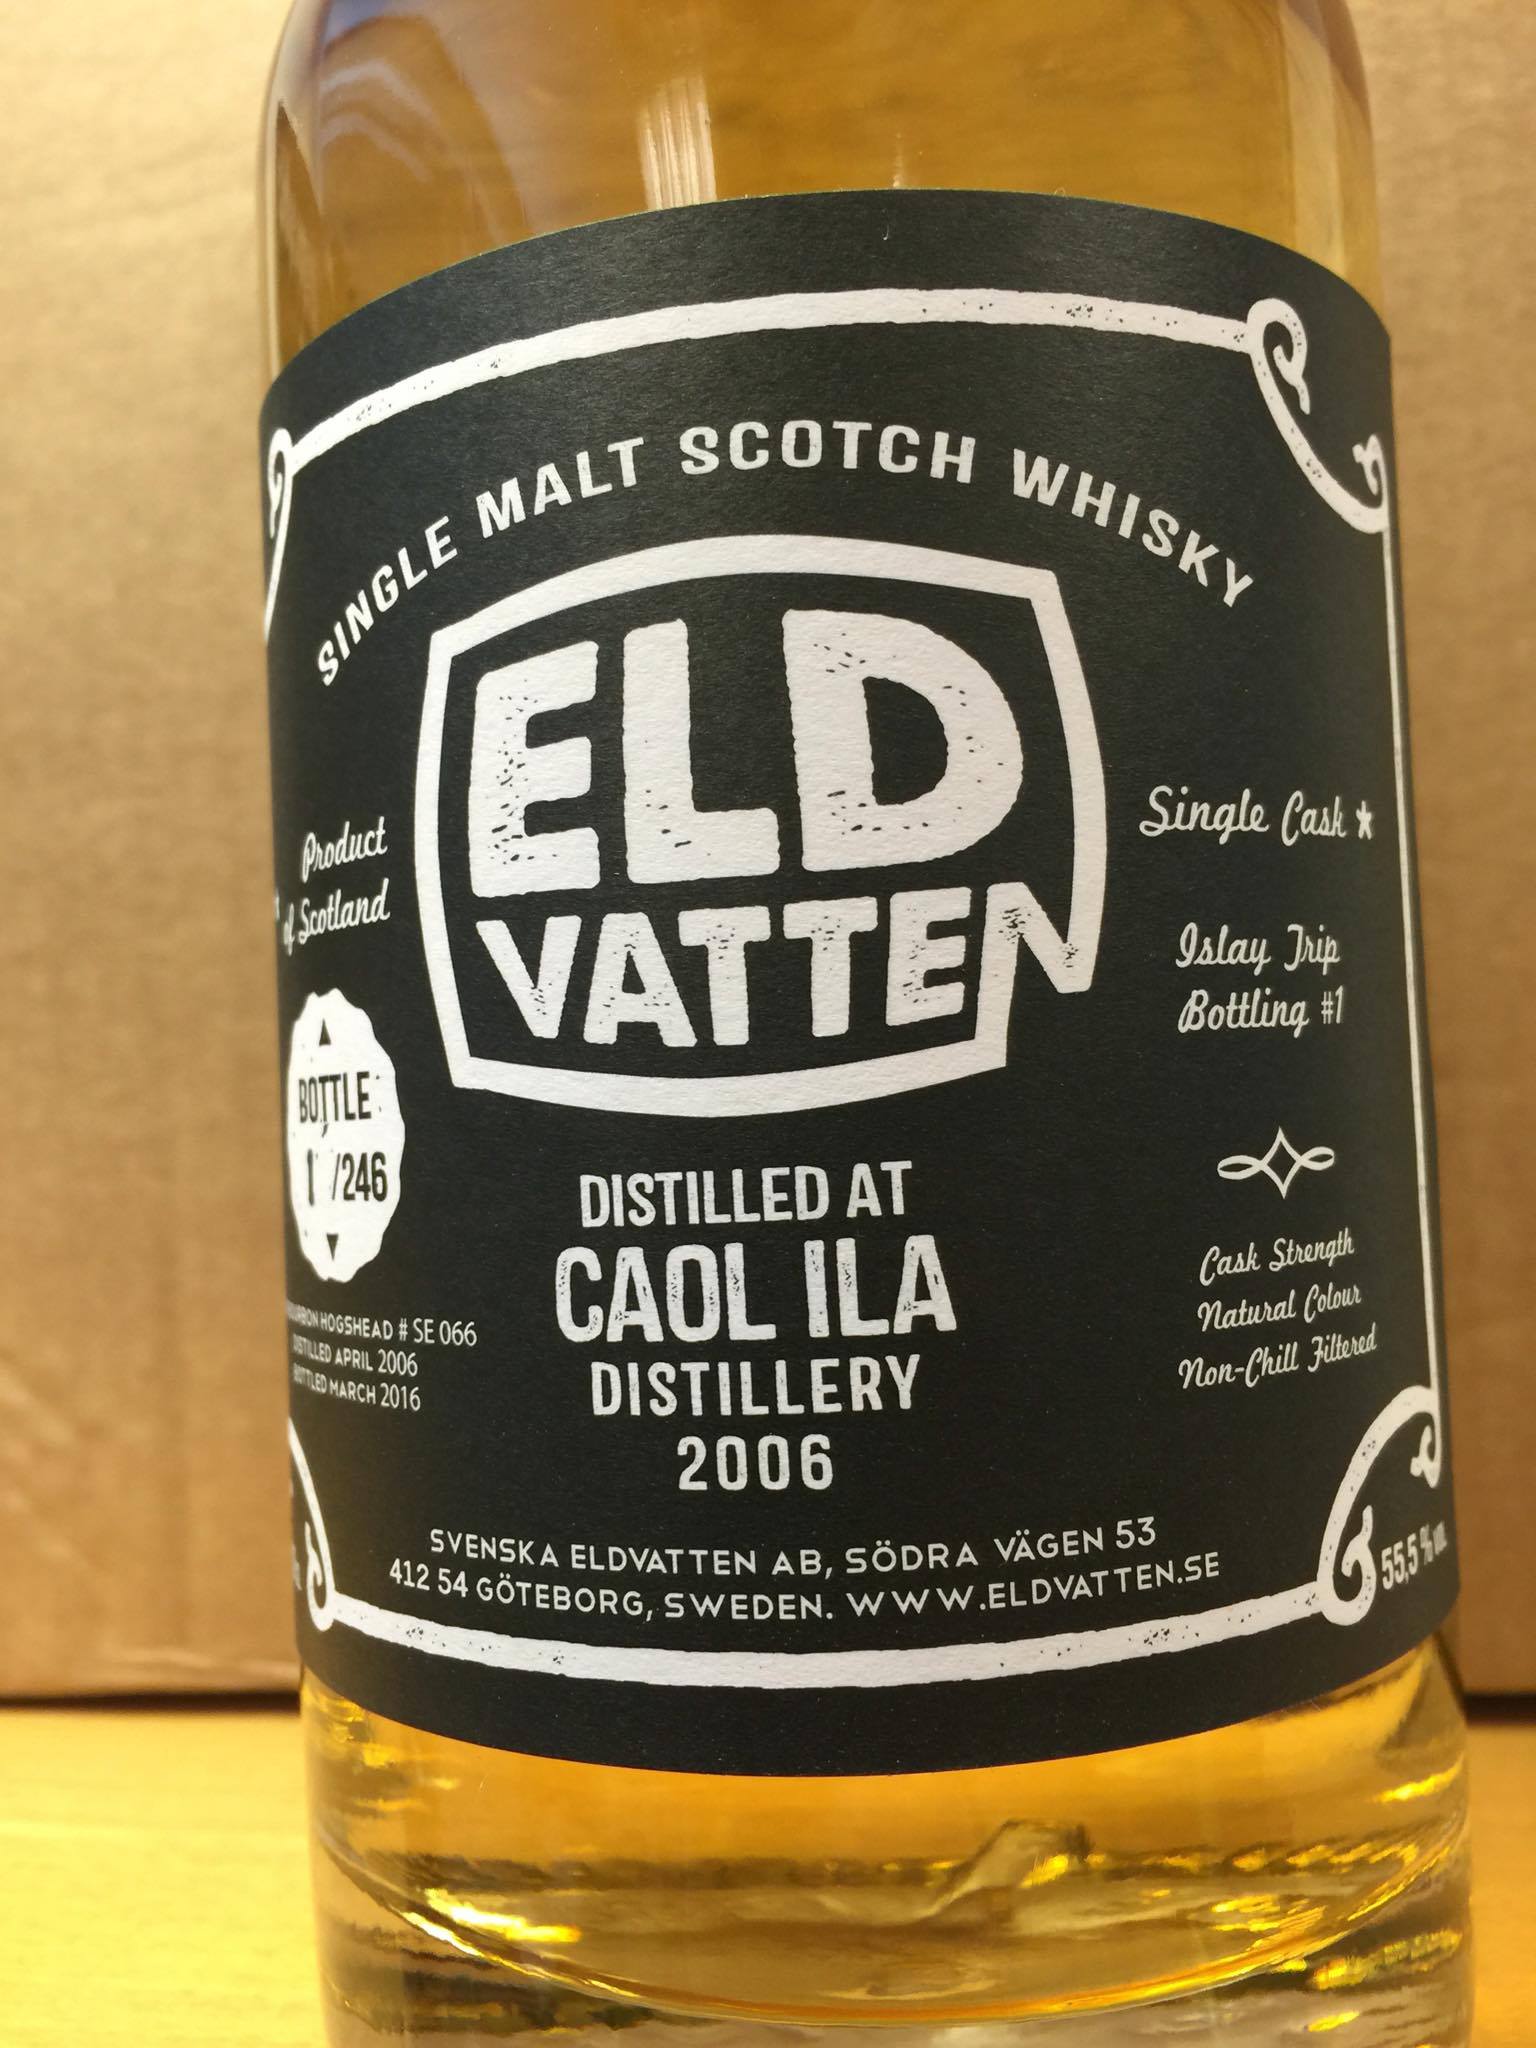 SINGLE MALT SCOTCH WHISKY
ELD
VATTEN
Product
of Scotland
BOTTLE
/246
HOGSHEAD # SE 066
DISTILLED APRIL 2006
BOTTLED MARCH 2016
Single Cask ★
Islay Trip
Bottling #1
Cask Strength
Natural Colour
Non-Chill Filtered
DISTILLED AT
CAOL ILA
DISTILLERY
2006
SVENSKA ELDVATTEN AB, SÖDRA VÄGEN 53
412 54 GÖTEBORG, SWEDEN. WWW.ELDVATTEN.SE
55,5 % vol.